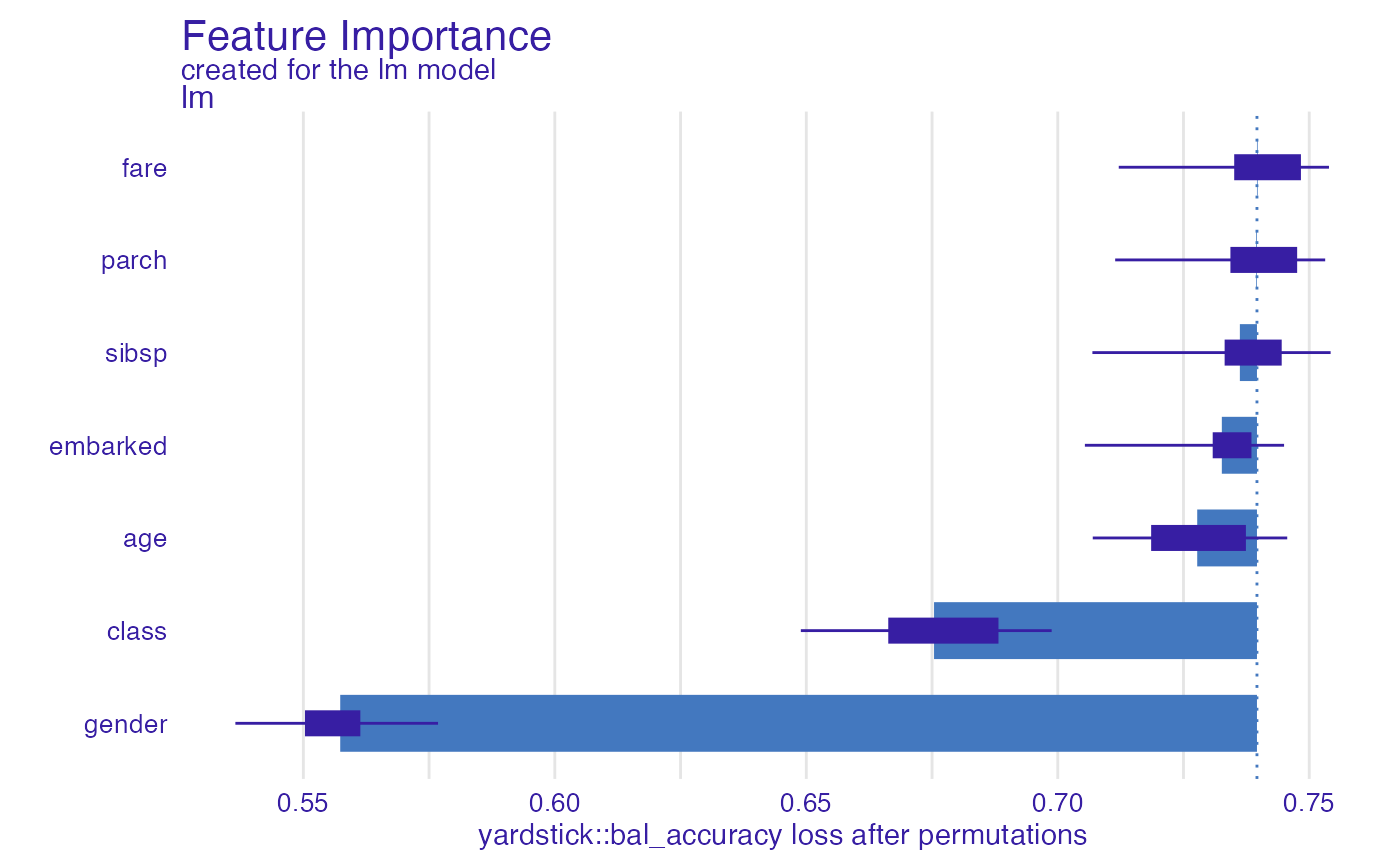 Feature Importance
created for the lm model
lm
fare
parch
sibsp
embarked
age
class
gender
0.55 0.60 0.65 0.70 0.75
yardstick::bal_accuracy loss after permutations